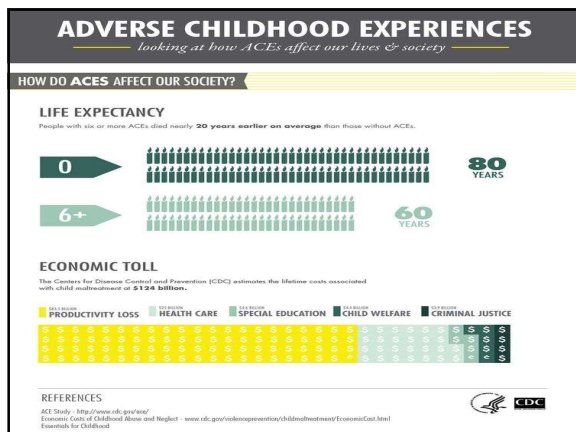 ADVERSE CHILDHOOD EXPERIENCES
looking at how ACEs affect our lives & society
HOW DO ACES AFFECT OUR SOCIETY?
LIFE EXPECTANCY
People with six or more ACEs died nearly 20 years earlier on average than those without ACEs.
0
80
YEARS
6+
60
YEARS
ECONOMIC TOLL
The Centers for Disease Control and Prevention (CDC) estimates the lifetime costs associated
with child maltreatment at $124 billion.
PRODUCTIVITY LOSS HEALTH CARE SPECIAL EDUCATION CHILD WELFARE CRIMINAL JUSTICE
REFERENCES
ACE Study - http://www.cdc.gov/ace/
Economic Costs of Child Abuse and Neglect - www.cdc.gov/violenceprevention/childmaltreatment/EconomicCost.html
Essentials for Childhood
CDC